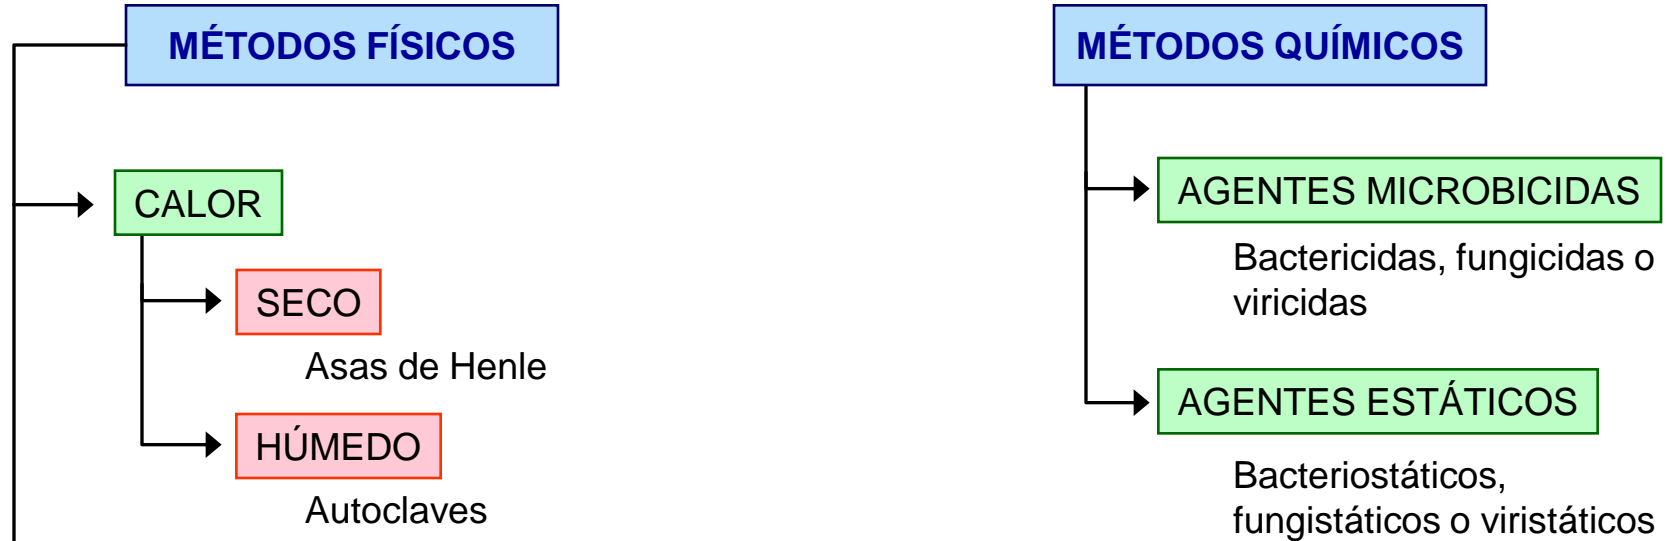 MÉTODOS FÍSICOS
CALOR
SECO
Asas de Henle
HÚMEDO
Autoclaves
MÉTODOS QUÍMICOS
AGENTES MICROBICIDAS
Bactericidas, fungicidas o
viricidas
AGENTES ESTÁTICOS
Bacteriostáticos,
fungistáticos o viristáticos